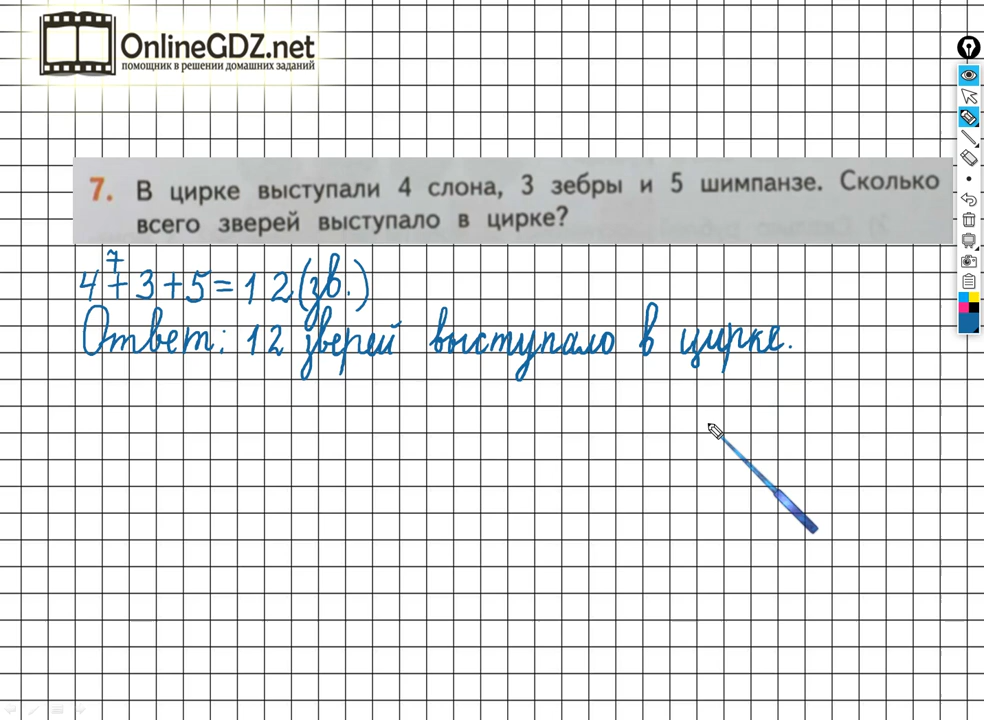 OnlineGDZ.net
помощник в решении домашних заданий
7. В цирке выступали 4 слона, 3 зебры и 5 шимпанзе. Сколько
всего зверей выступало в цирке?
7
4+3+5=12(зв.)
Ответ: 12 зверей выступало в цирке.